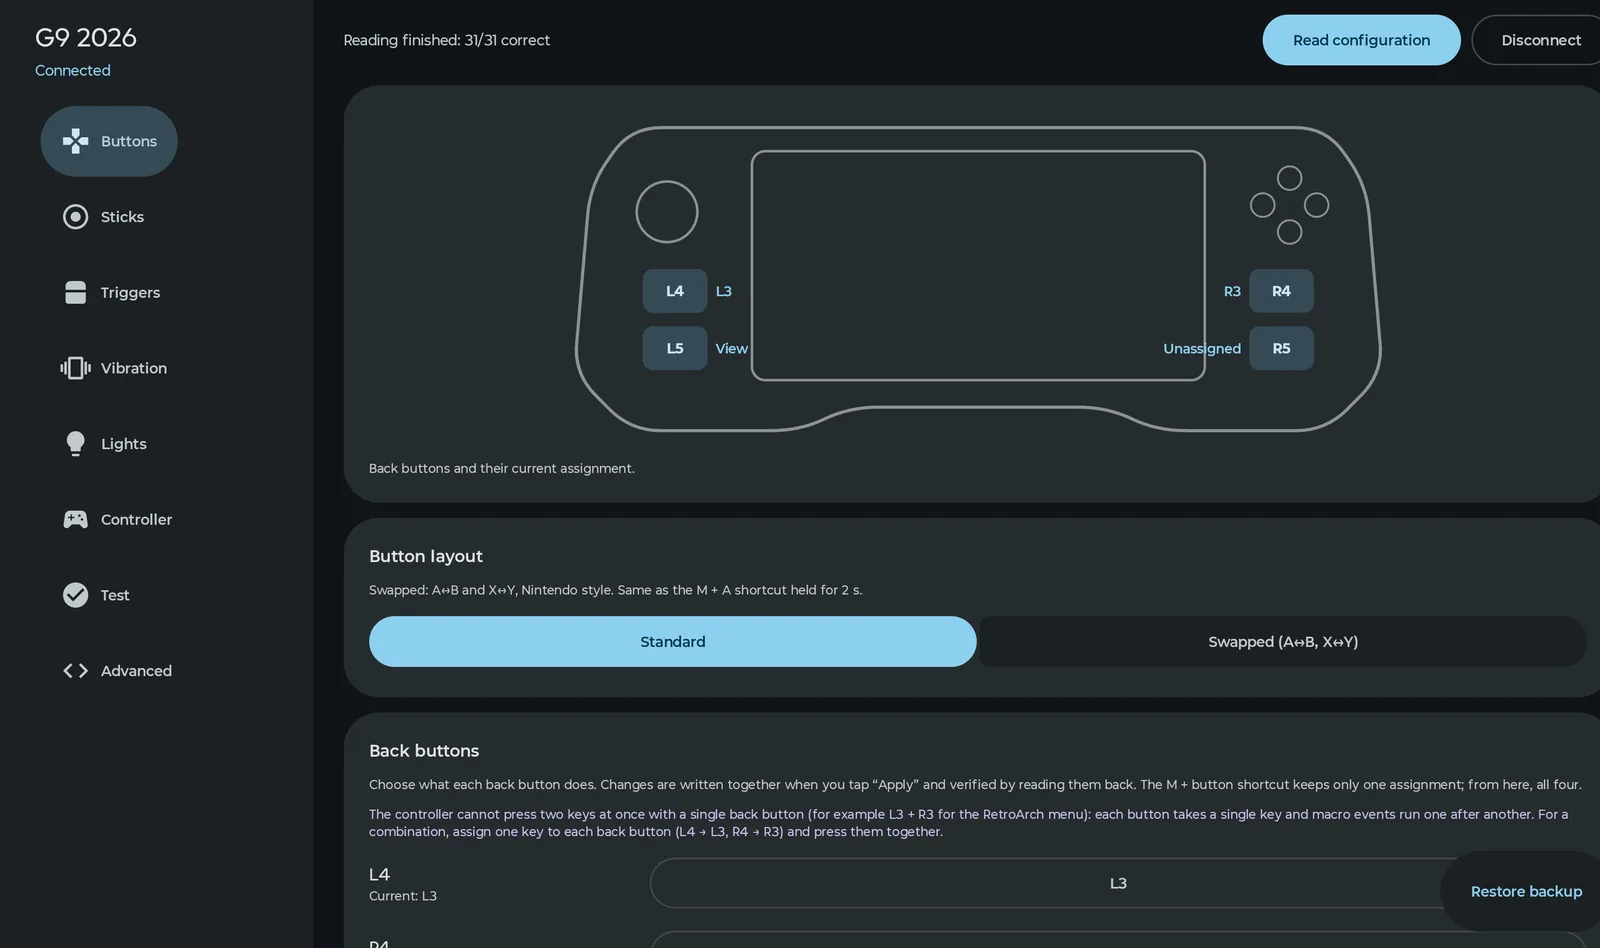 G9 2026
Connected
Buttons
Sticks
Triggers
Vibration
Lights
Controller
Test
Advanced
Reading finished: 31/31 correct
Read configuration
Disconnect
L4 L3
R3 R4
L5 View
Unassigned R5
Back buttons and their current assignment.
Button layout
Swapped: A↔B and X↔Y, Nintendo style. Same as the M + A shortcut held for 2 s.
Standard
Swapped (A↔B, X↔Y)
Back buttons
Choose what each back button does. Changes are written together when you tap “Apply” and verified by reading them back. The M + button shortcut keeps only one assignment; from here, all four.
The controller cannot press two keys at once with a single back button (for example L3 + R3 for the RetroArch menu): each button takes a single key and macro events run one after another. For a
combination, assign one key to each back button (L4 → L3, R4 → R3) and press them together.
L4
Current: L3
L3
Restore backup
R4